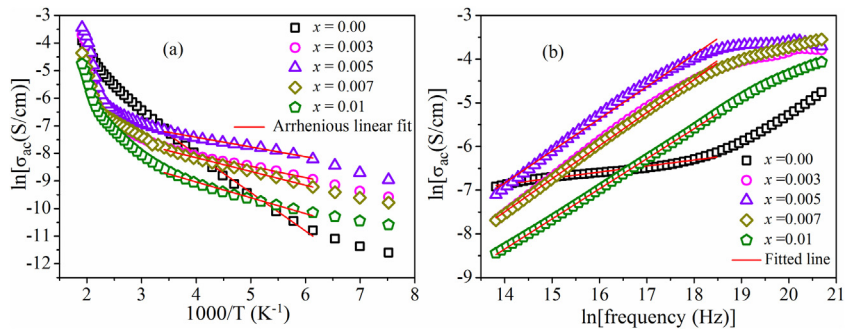 (a)
x = 0.00
x = 0.003
x = 0.005
x = 0.007
x = 0.01
Arrhenious linear fit
ln[σac(S/cm)]
-3
-4
-5
-6
-7
-8
-9
-10
-11
-12
2 3 4 5 6 7 8
1000/T (K⁻¹)
(b)
ln[σac(S/cm)]
-3
-4
-5
-6
-7
-8
-9
x =0.00
x =0.003
x =0.005
x =0.007
x =0.01
Fitted line
14 15 16 17 18 19 20 21
ln[frequency (Hz)]